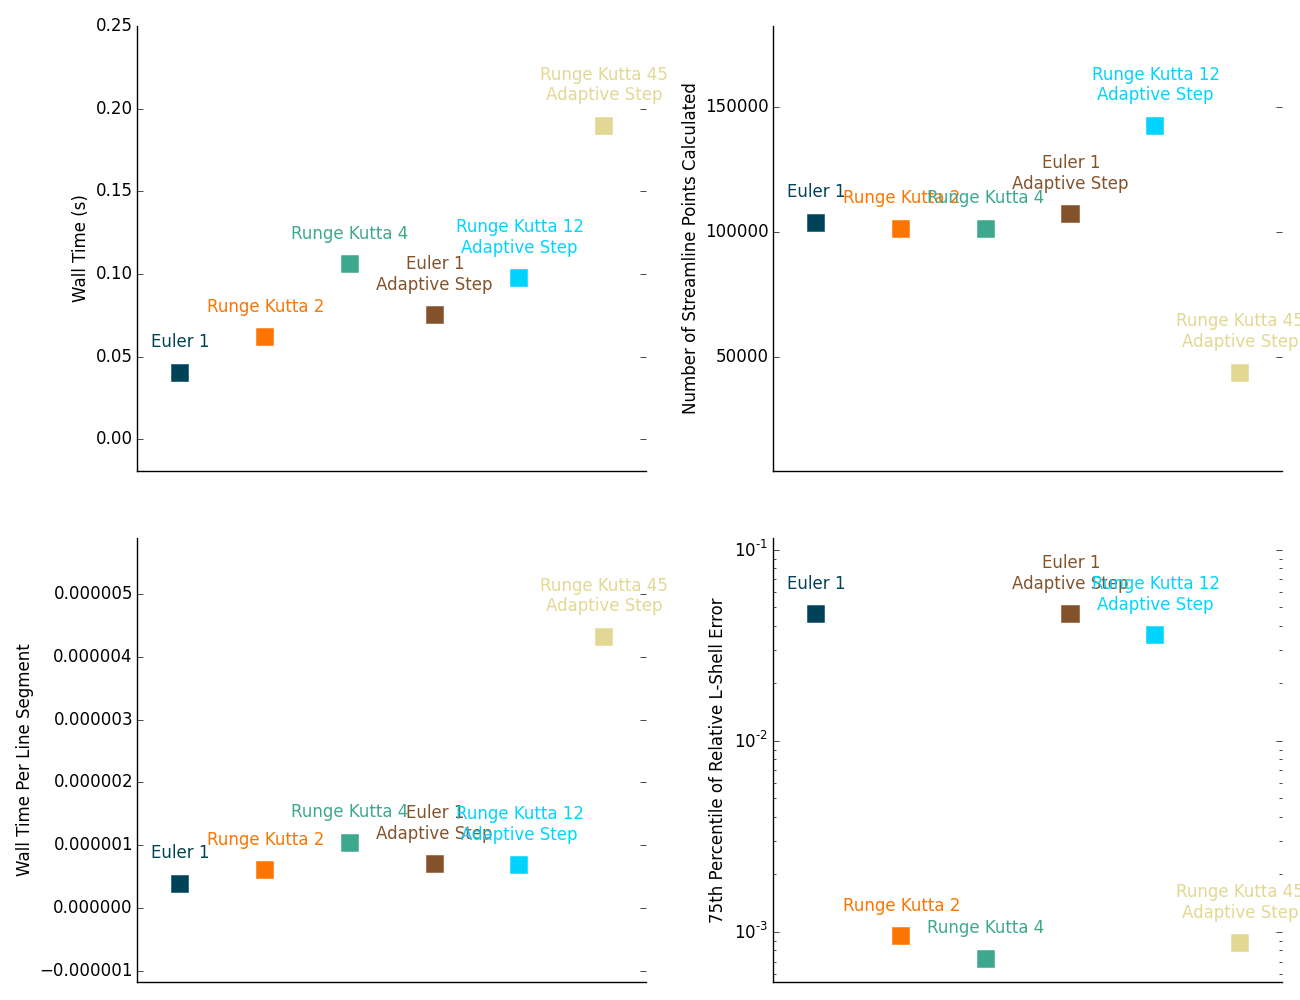 0.25
0.20
0.15
0.10
0.05
0.00
Wall Time (s)
Euler 1
Runge Kutta 2
Runge Kutta 4
Euler 1
Adaptive Step
Runge Kutta 12
Adaptive Step
Runge Kutta 45
Adaptive Step
150000
100000
50000
Number of Streamline Points Calculated
Euler 1
Runge Kutta 2
Runge Kutta 4
Euler 1
Adaptive Step
Runge Kutta 12
Adaptive Step
Runge Kutta 45
Adaptive Step
0.000005
0.000004
0.000003
0.000002
0.000001
0.000000
−0.000001
Wall Time Per Line Segment
Euler 1
Runge Kutta 2
Runge Kutta 4
Euler 1
Adaptive Step
Runge Kutta 12
Adaptive Step
Runge Kutta 45
Adaptive Step
10⁻¹
10⁻²
10⁻³
75th Percentile of Relative L-Shell Error
Euler 1
Runge Kutta 2
Runge Kutta 4
Euler 1
Adaptive Step
Runge Kutta 12
Adaptive Step
Runge Kutta 45
Adaptive Step